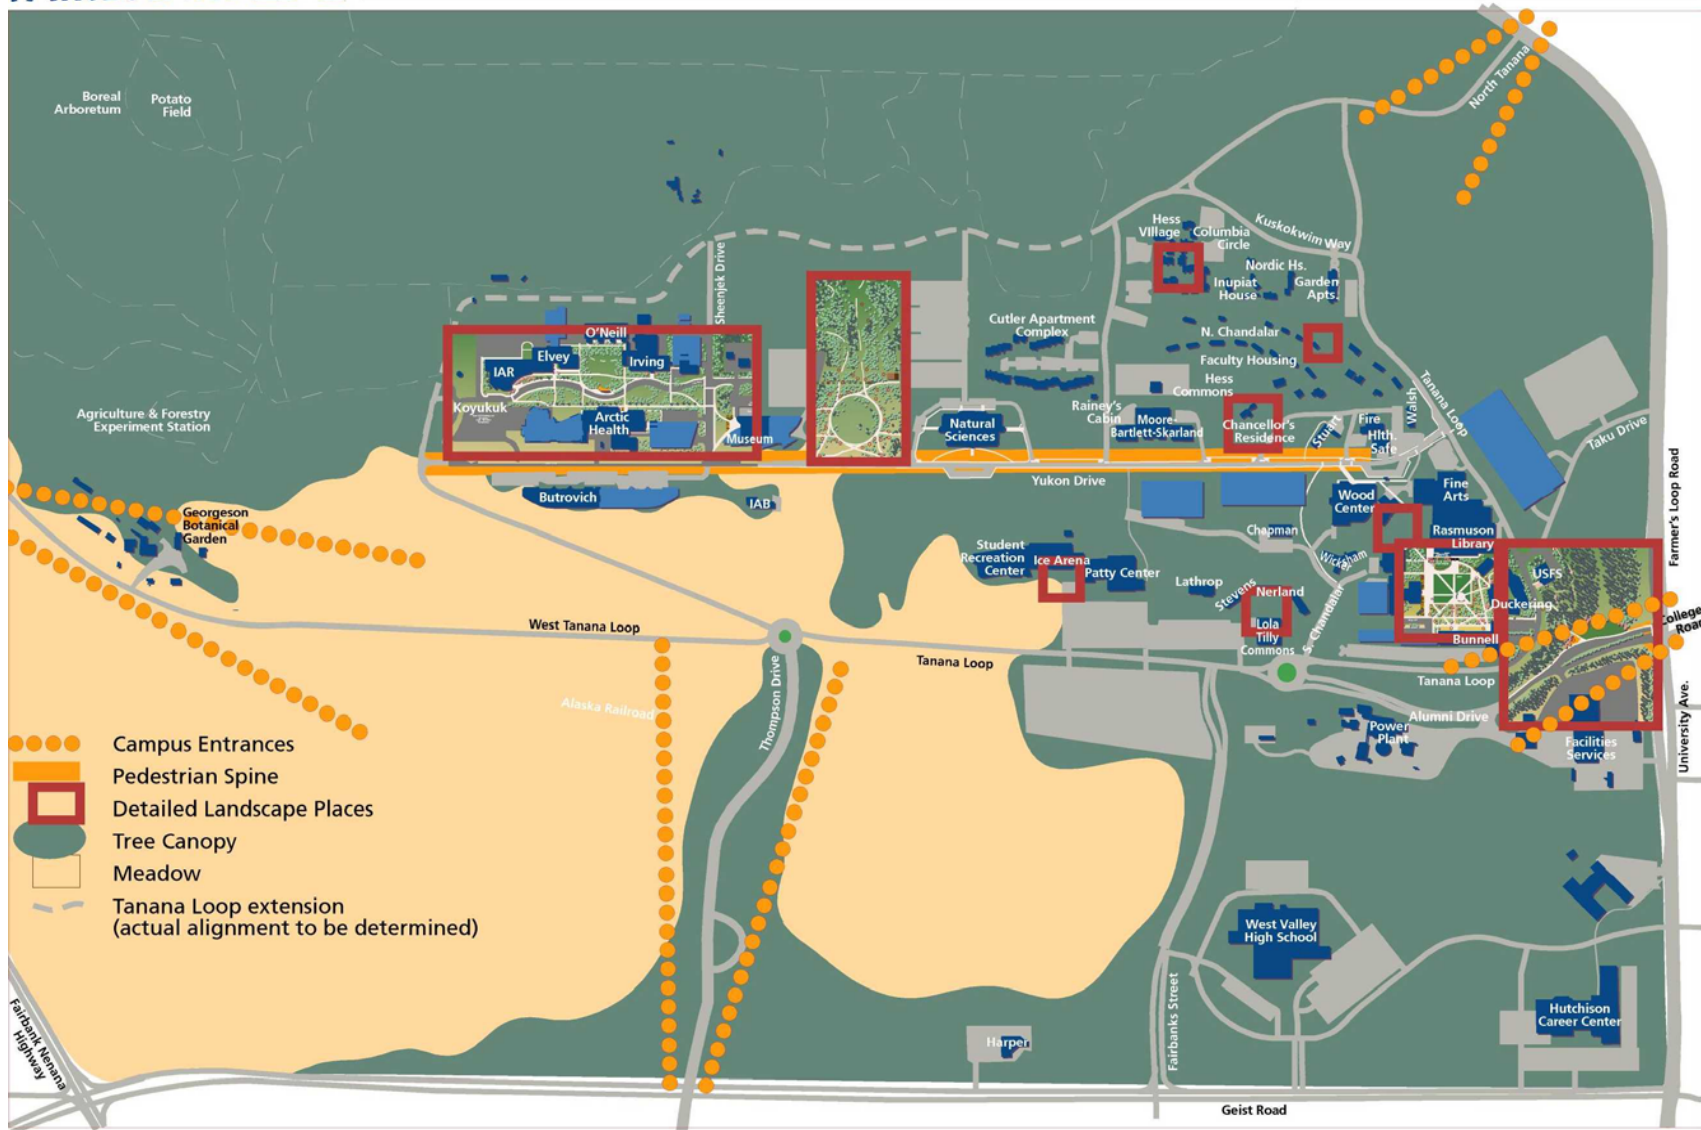 North Tanana
Boreal
Arboretum
Potato
Field
Hess
VIllage
Columbia
Circle
Kuskokwim Way
Nordic Hs.
Inupiat
House
Garden
Apts.
Sheenjek Drive
Cutler Apartment
Complex
N. Chandalar
Faculty Housing
Hess
Commons
O'Neill
Elvey
Irving
IAR
Koyukuk
Arctic
Health
Museum
Agriculture & Forestry
Experiment Station
Natural
Sciences
Rainey's
Cabin
Moore-
Bartlett-Skarland
Chancellor's
Residence
Stuart
Fire
Hlth.
Safe
Walsh
Tanana Loop
Taku Drive
Farmer's Loop Road
Yukon Drive
Butrovich
IAB
Wood
Center
Fine
Arts
Rasmuson
Library
Georgeson
Botanical
Garden
Chapman
Student
Recreation
Center
Ice Arena
Patty Center
Lathrop
Stevens
Nerland
Lola
Tilly
Commons
S. Chandalar
USFS
Duckering
Bunnell
College
Road
West Tanana Loop
Tanana Loop
Tanana Loop
Alumni Drive
Alaska Railroad
Thompson Drive
Power
Plant
Facilities
Services
University Ave.
Campus Entrances
Pedestrian Spine
Detailed Landscape Places
Tree Canopy
Meadow
Tanana Loop extension
(actual alignment to be determined)
West Valley
High School
Hutchison
Career Center
Fairbanks Street
Harper
Fairbank Nenana
Highway
Geist Road